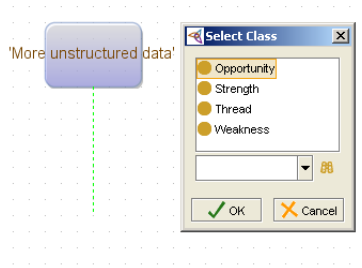 'More unstructured data'
Select Class
Opportunity
Strength
Thread
Weakness
OK
Cancel